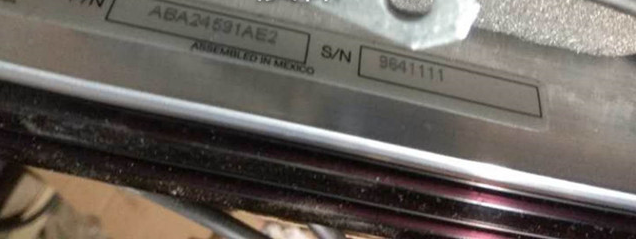 P/N ABA24591AE2
ASSEMBLED IN MEXICO
S/N 9641111